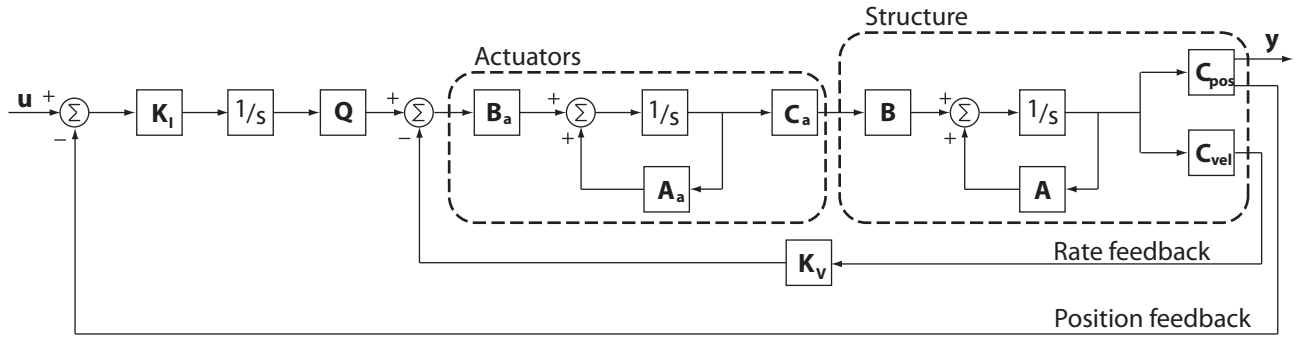 Structure
Actuators
y
u
+
Σ
−
K_I
1/s
Q
+
Σ
−
B_a
+
Σ
+
1/s
C_a
A_a
B
+
Σ
+
1/s
A
C_pos
C_vel
K_V
Rate feedback
Position feedback